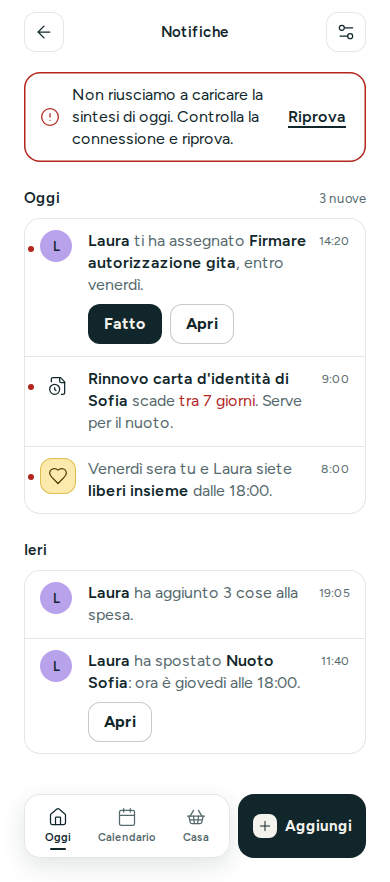 Notifiche
Non riusciamo a caricare la
sintesi di oggi. Controlla la
connessione e riprova.
Riprova
Oggi
3 nuove
L
Laura ti ha assegnato Firmare
autorizzazione gita, entro
venerdì.
14:20
Fatto
Apri
Rinnovo carta d'identità di
Sofia scade tra 7 giorni. Serve
per il nuoto.
9:00
Venerdì sera tu e Laura siete
liberi insieme dalle 18:00.
8:00
Ieri
L
Laura ha aggiunto 3 cose alla
spesa.
19:05
L
Laura ha spostato Nuoto
Sofia: ora è giovedì alle 18:00.
11:40
Apri
Oggi
Calendario
Casa
Aggiungi